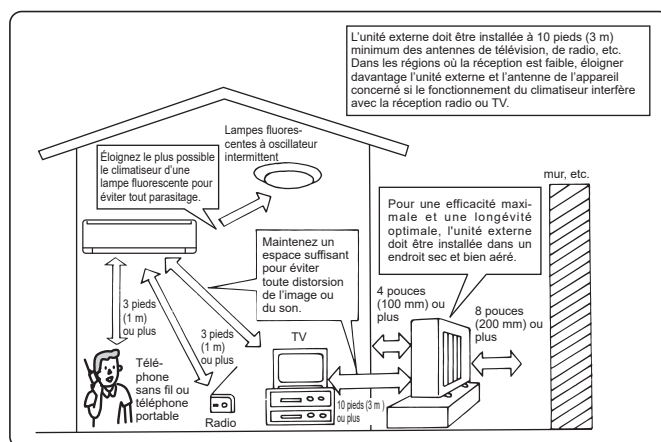 L'unité externe doit être installée à 10 pieds (3 m)
minimum des antennes de télévision, de radio, etc.
Dans les régions où la réception est faible, éloigner
davantage l'unité externe et l'antenne de l'appareil
concerné si le fonctionnement du climatiseur interfère
avec la réception radio ou TV.
Lampes fluores-
centes à oscillateur
intermittent
Éloignez le plus possible
le climatiseur d'une
lampe fluorescente pour
éviter tout parasitage.
mur, etc.
Pour une efficacité maxi-
male et une longévité
optimale, l'unité externe
doit être installée dans un
endroit sec et bien aéré.
Maintenez un
espace suffisant
pour éviter
toute distorsion
de l'image ou
du son.
4 pouces
(100 mm) ou
plus
8 pouces
(200 mm) ou
plus
3 pieds
(1 m)
ou plus
3 pieds
(1 m)
ou plus
TV
Télé-
phone
sans fil ou
téléphone
portable
Radio
10 pieds (3 m )
ou plus